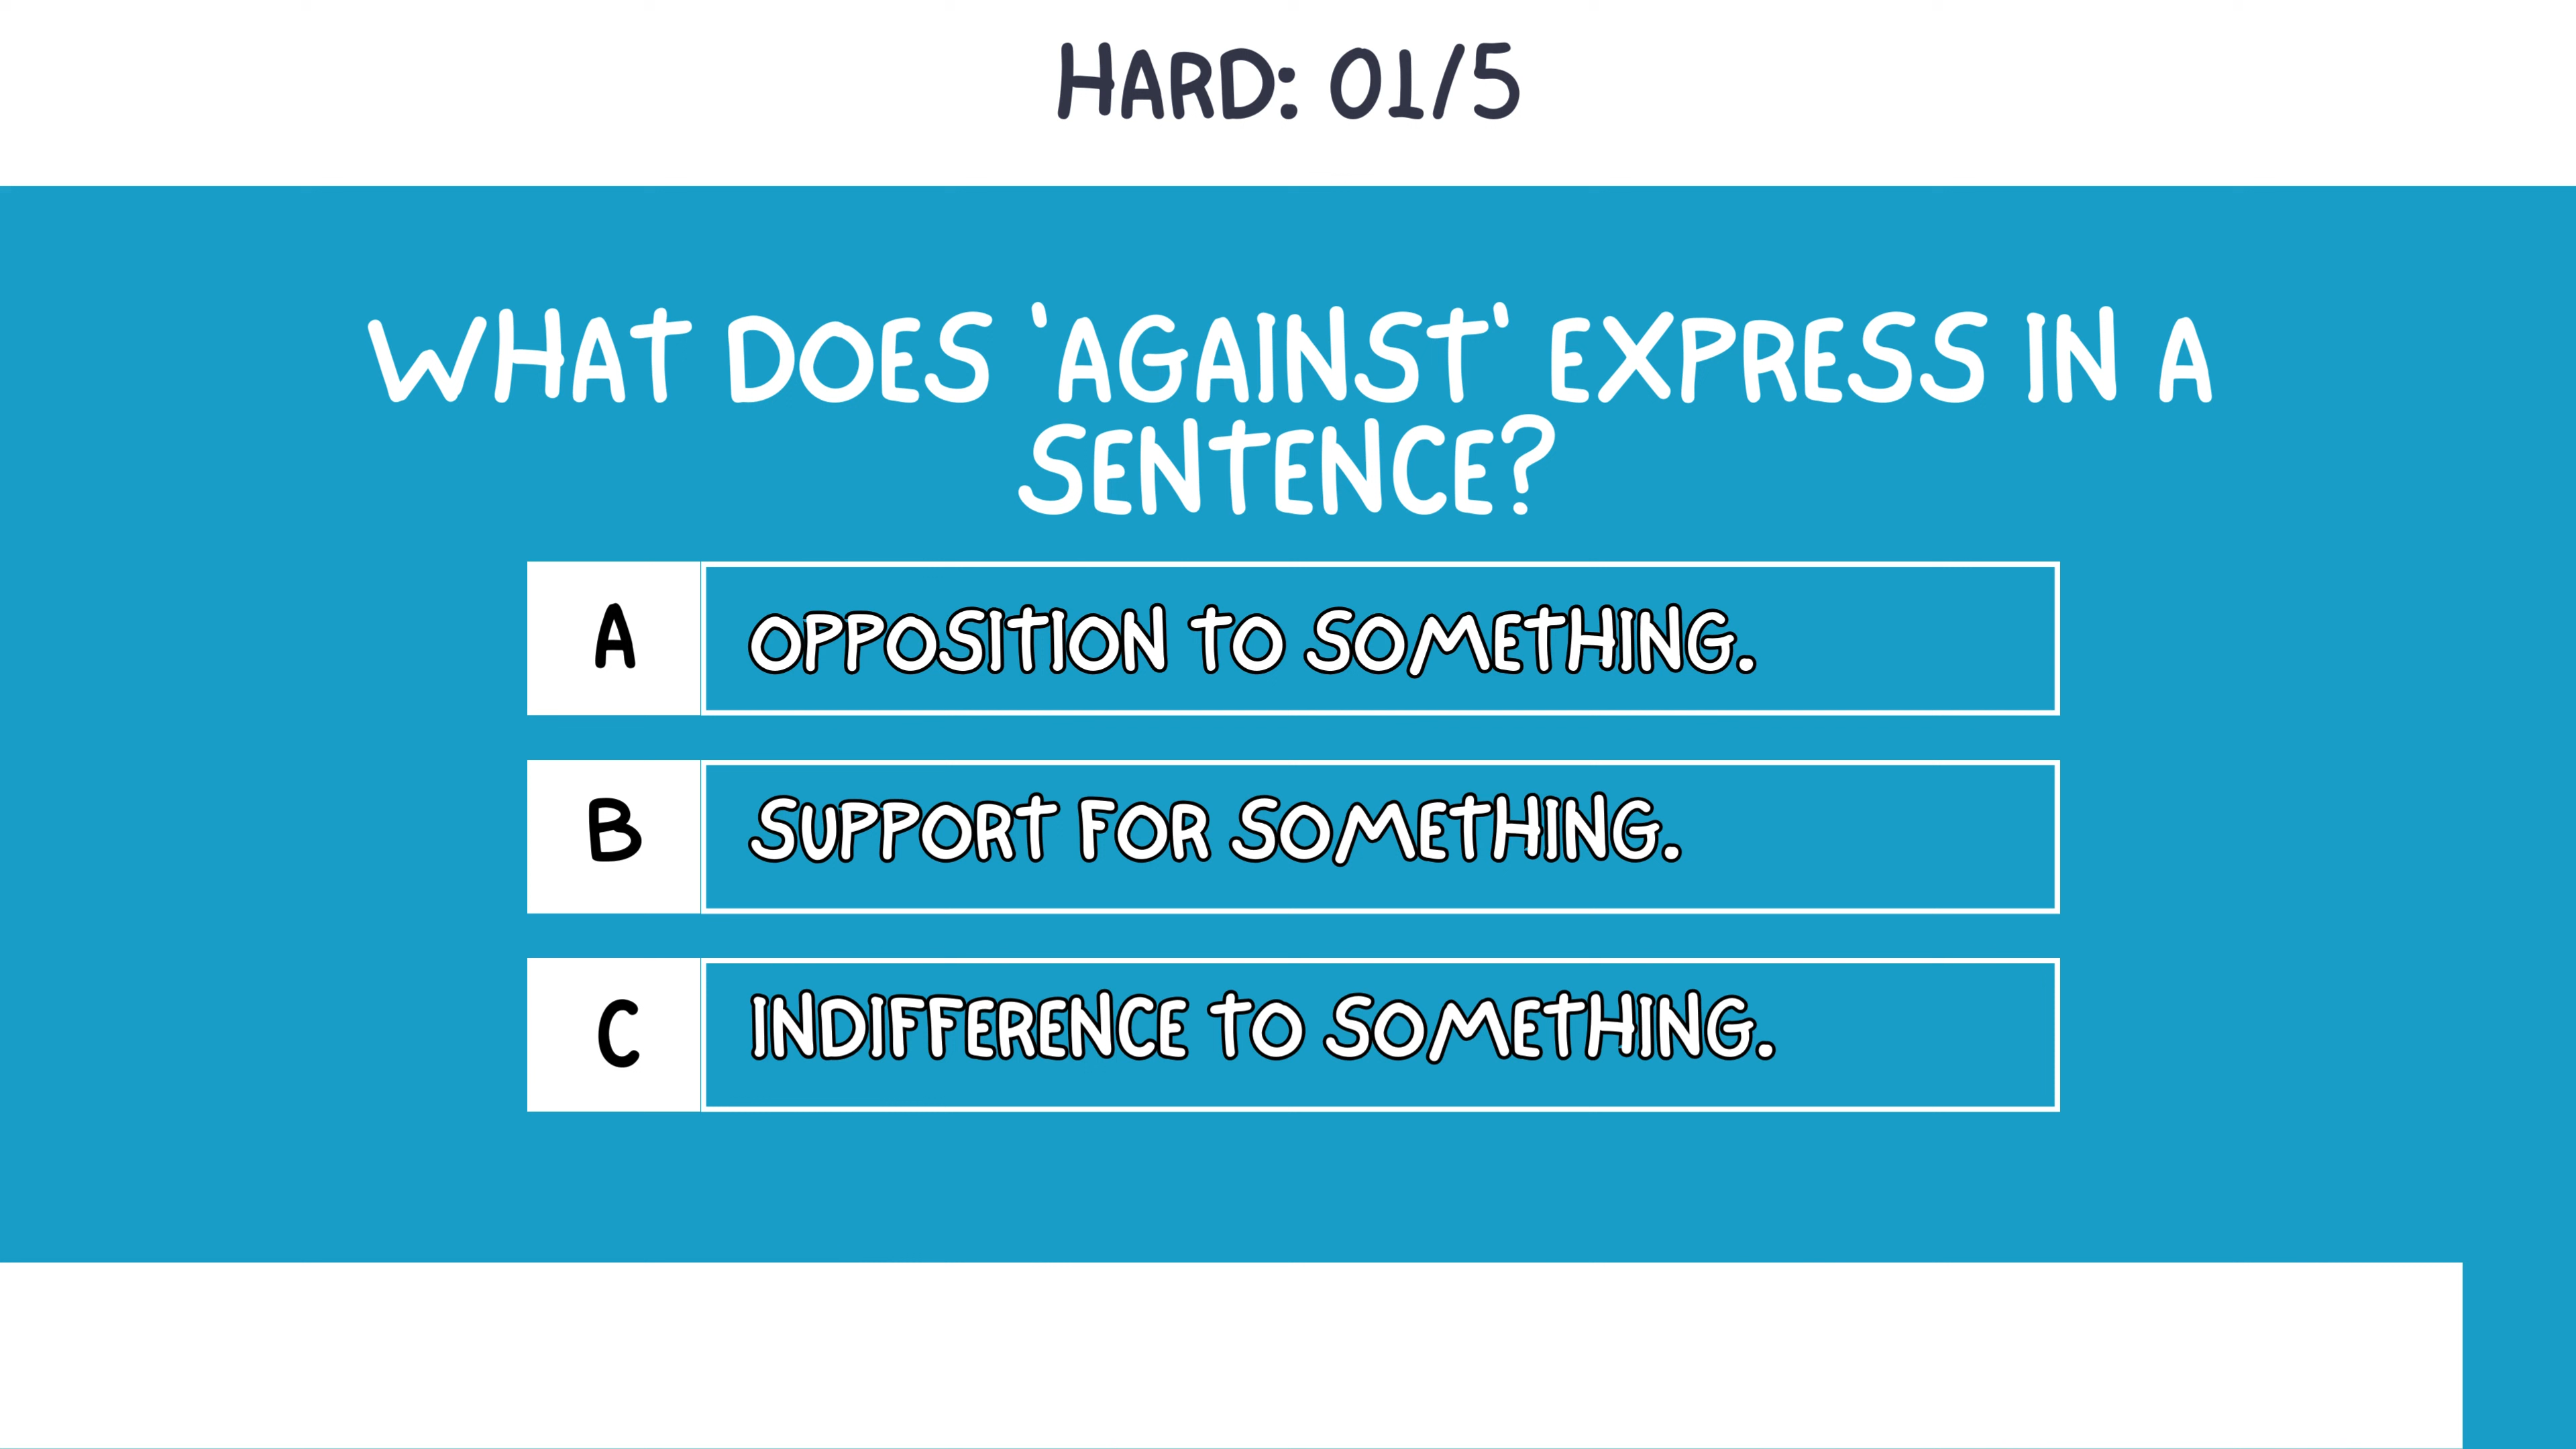 HARD: 01/5
WHAT DOES 'AGAINST' EXPRESS IN A
SENTENCE?
A OPPOSITION TO SOMETHING.
B SUPPORT FOR SOMETHING.
C INDIFFERENCE TO SOMETHING.